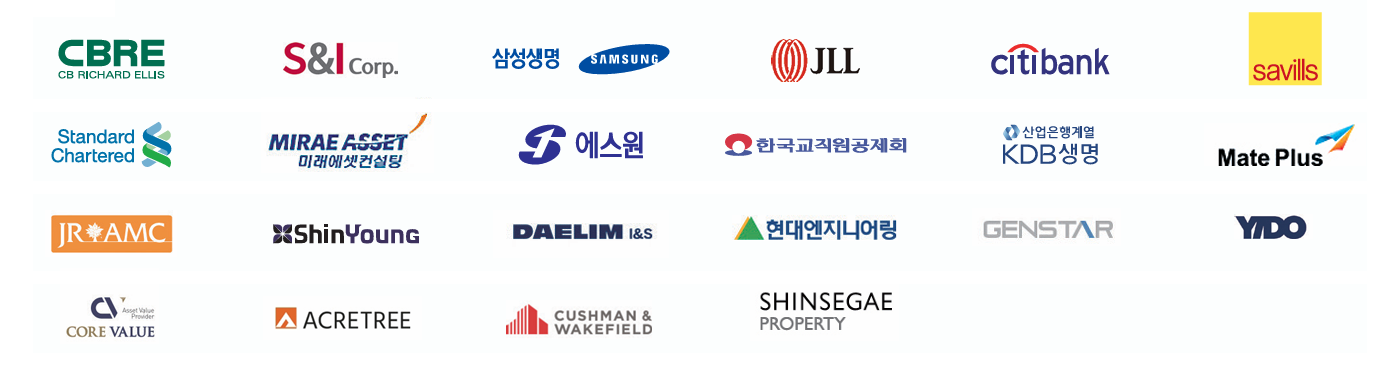 CBRE
CB RICHARD ELLIS
S&I Corp.
삼성생명 SAMSUNG
JLL
citibank
savills
Standard
Chartered
MIRAE ASSET
미래에셋컨설팅
에스원
한국교직원공제회
산업은행계열
KDB생명
Mate Plus
JR AMC
ShinYoung
DAELIM I&S
현대엔지니어링
GENSTAR
YIDO
Asset Value
Provider
CORE VALUE
ACRETREE
CUSHMAN &
WAKEFIELD
SHINSEGAE
PROPERTY